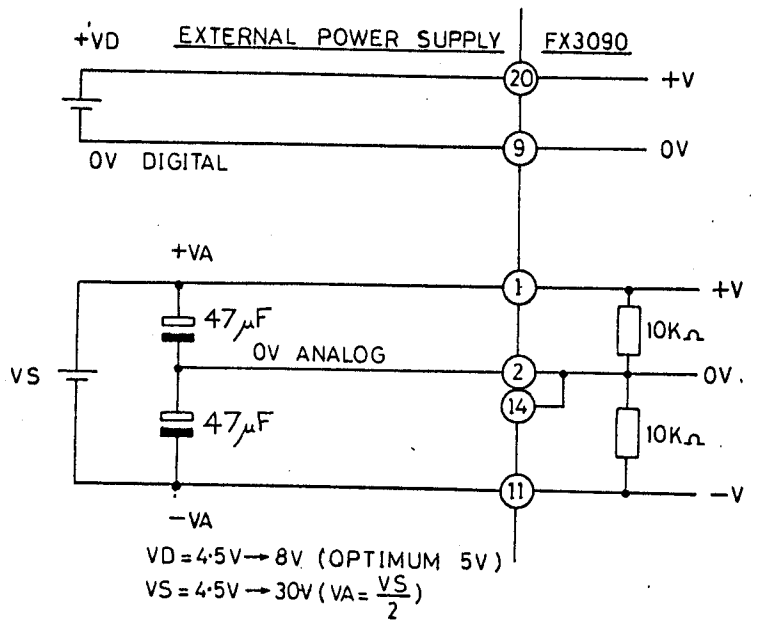 +VD EXTERNAL POWER SUPPLY FX3090
20 +V
9 0V
0V DIGITAL
+VA
1 +V
47µF
10KΩ
0V ANALOG
VS
2 0V.
14
47µF
10KΩ
11 -V
-VA
VD=4·5V→8V (OPTIMUM 5V)
VS=4·5V→30V (VA=VS/2)